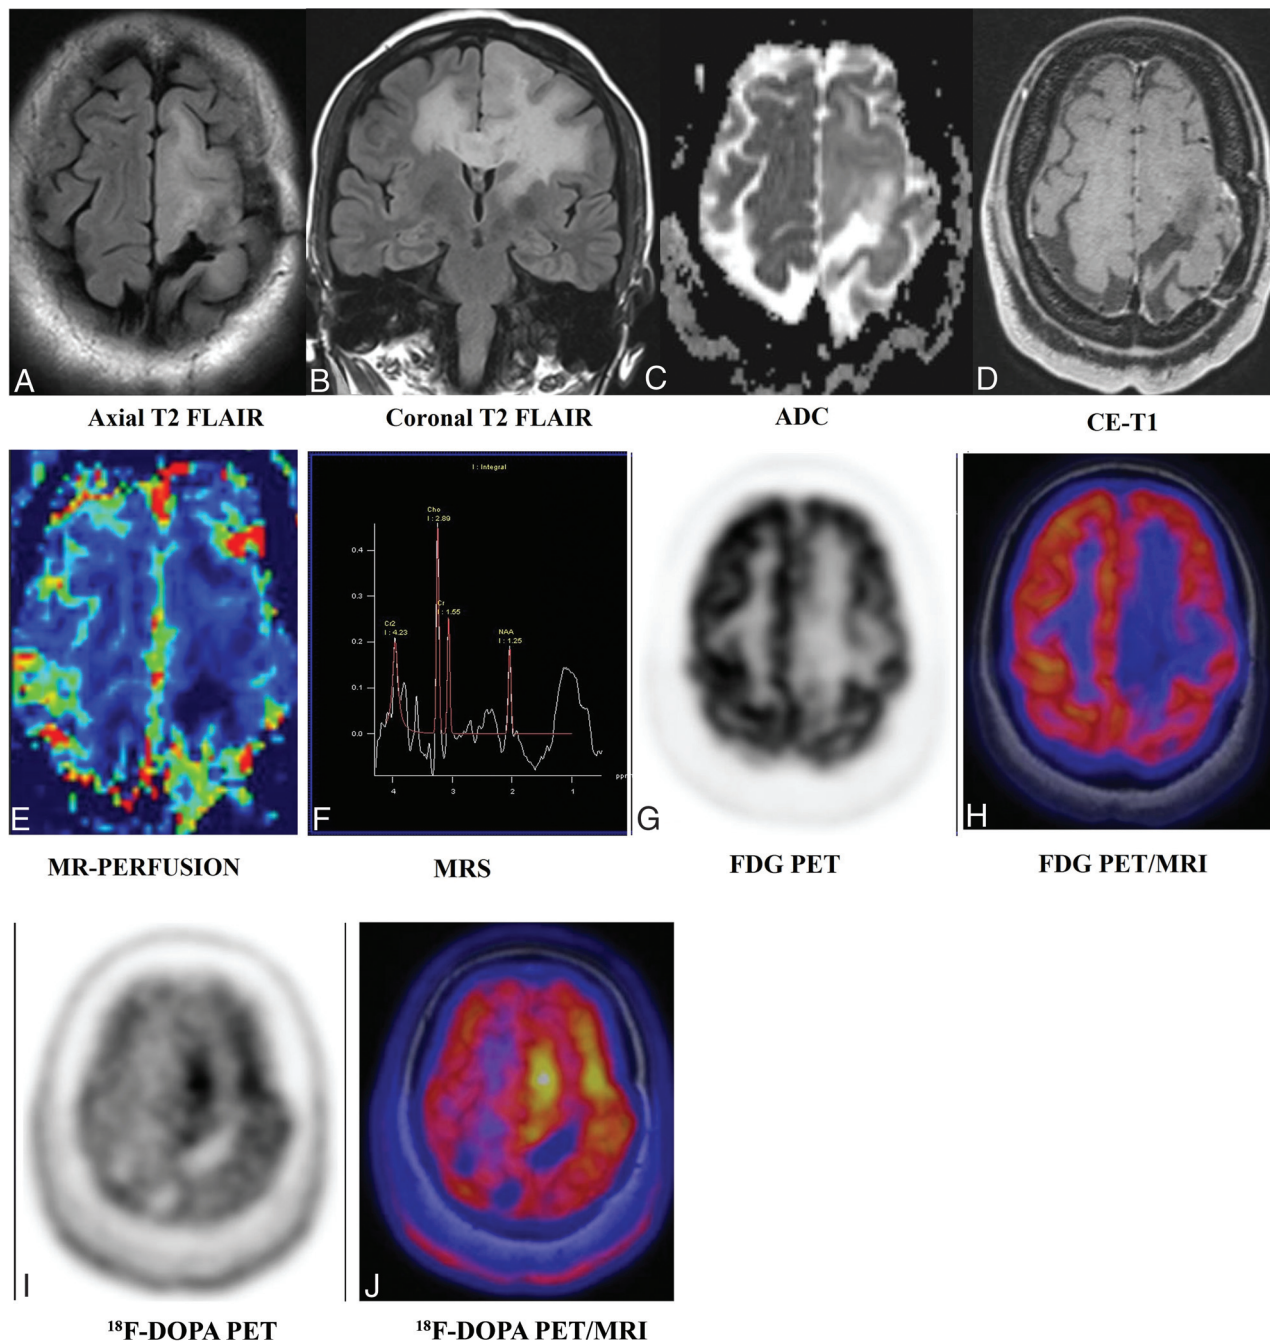 A
B
C
D
Axial T2 FLAIR
Coronal T2 FLAIR
ADC
CE-T1
I : Integral
Cho
I : 2.89
Cr
I : 1.55
Cr2
I : 4.23
NAA
I : 1.25
0.4
0.3
0.2
0.1
0.0
4
3
2
1
E
F
G
H
MR-PERFUSION
MRS
FDG PET
FDG PET/MRI
I
J
18F-DOPA PET
18F-DOPA PET/MRI